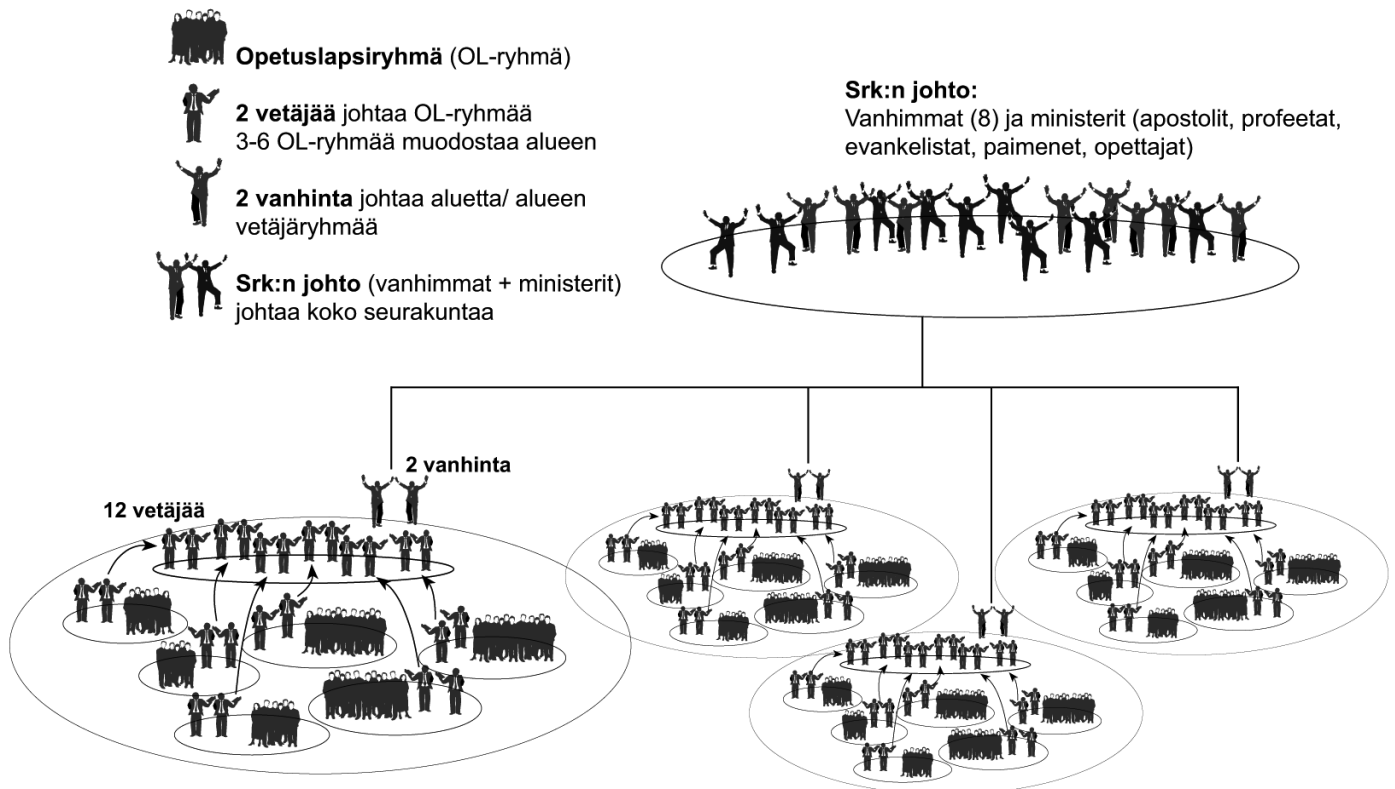 Opetuslapsiryhmä (OL-ryhmä)
2 vetäjää johtaa OL-ryhmää
3-6 OL-ryhmää muodostaa alueen
2 vanhinta johtaa aluetta/ alueen
vetäjäryhmää
Srk:n johto (vanhimmat + ministerit)
johtaa koko seurakuntaa
Srk:n johto:
Vanhimmat (8) ja ministerit (apostolit, profeetat,
evankelistat, paimenet, opettajat)
2 vanhinta
12 vetäjää